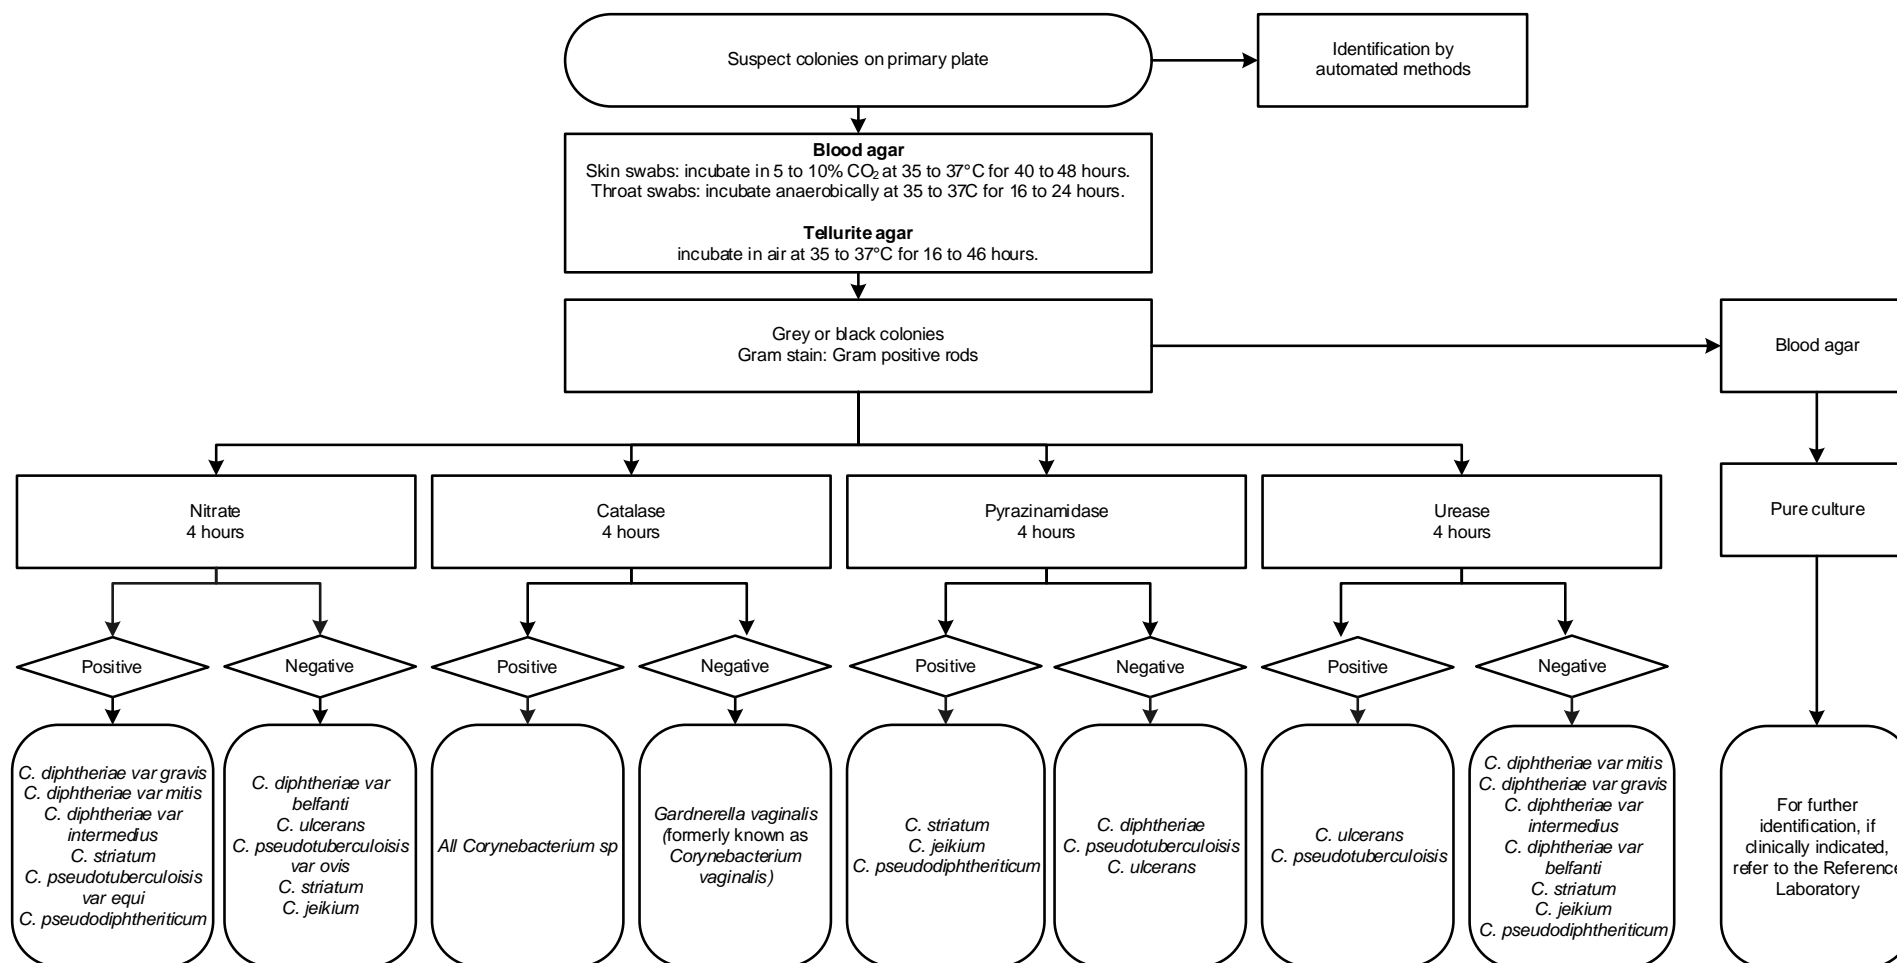 Suspect colonies on primary plate
Identification by
automated methods
Blood agar
Skin swabs: incubate in 5 to 10% CO₂ at 35 to 37°C for 40 to 48 hours.
Throat swabs: incubate anaerobically at 35 to 37C for 16 to 24 hours.
Tellurite agar
incubate in air at 35 to 37°C for 16 to 46 hours.
Grey or black colonies
Gram stain: Gram positive rods
Blood agar
Nitrate
4 hours
Catalase
4 hours
Pyrazinamidase
4 hours
Urease
4 hours
Pure culture
Positive
Negative
Positive
Negative
Positive
Negative
Positive
Negative
C. diphtheriae var gravis
C. diphtheriae var mitis
C. diphtheriae var
intermedius
C. striatum
C. pseudotuberculoisis
var equi
C. pseudodiphtheriticum
C. diphtheriae var
belfanti
C. ulcerans
C. pseudotuberculoisis
var ovis
C. striatum
C. jeikium
All Corynebacterium sp
Gardnerella vaginalis
(formerly known as
Corynebacterium
vaginalis)
C. striatum
C. jeikium
C. pseudodiphtheriticum
C. diphtheriae
C. pseudotuberculoisis
C. ulcerans
C. ulcerans
C. pseudotuberculoisis
C. diphtheriae var mitis
C. diphtheriae var gravis
C. diphtheriae var
intermedius
C. diphtheriae var
belfanti
C. striatum
C. jeikium
C. pseudodiphtheriticum
For further
identification, if
clinically indicated,
refer to the Reference
Laboratory